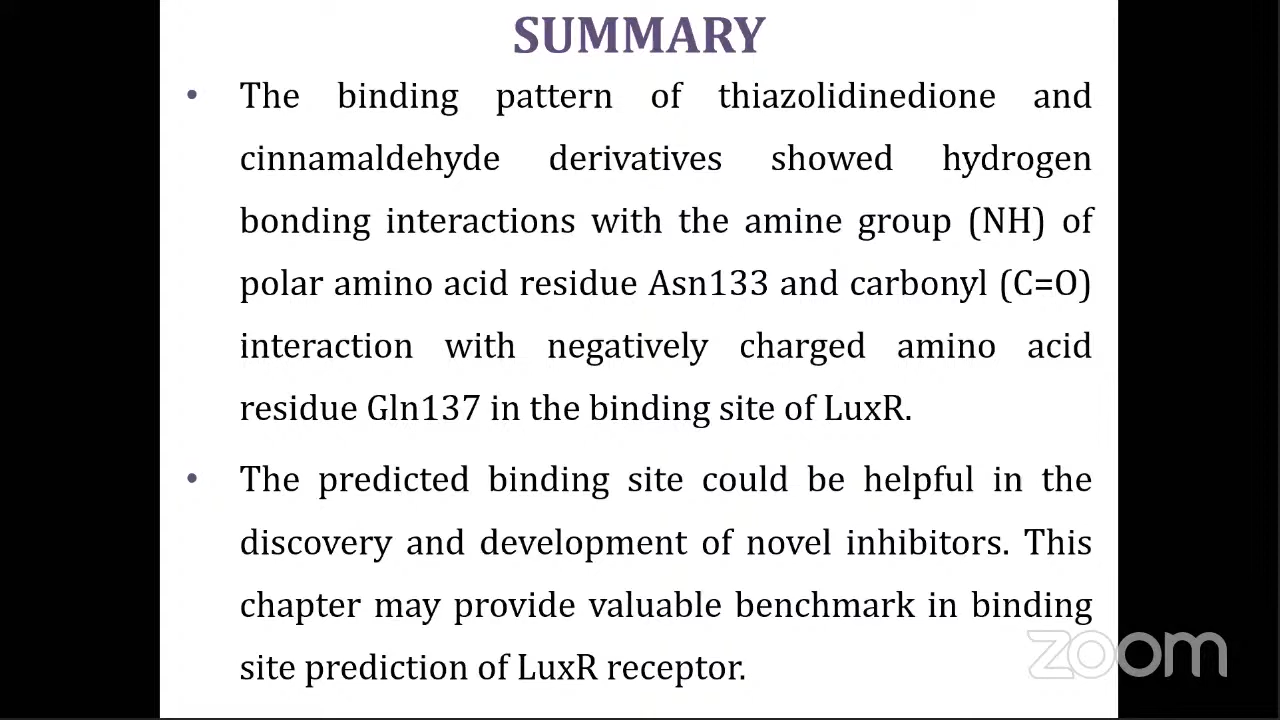 SUMMARY
• The binding pattern of thiazolidinedione and
cinnamaldehyde derivatives showed hydrogen
bonding interactions with the amine group (NH) of
polar amino acid residue Asn133 and carbonyl (C=O)
interaction with negatively charged amino acid
residue Gln137 in the binding site of LuxR.
• The predicted binding site could be helpful in the
discovery and development of novel inhibitors. This
chapter may provide valuable benchmark in binding
site prediction of LuxR receptor.
zoom